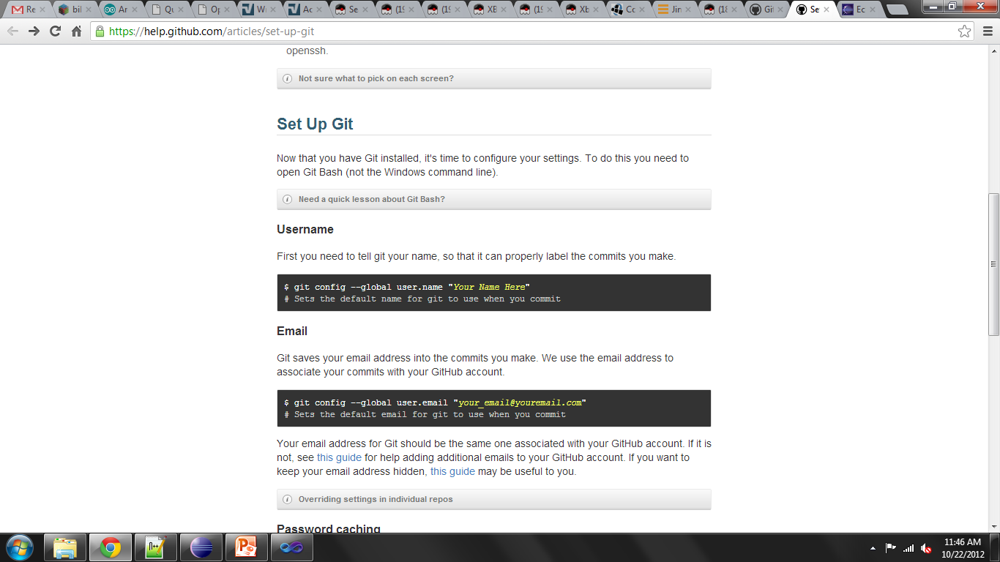 Re
bil
Ar
Qu
Op
W
Ac
Se
(19
(19
XB
(19
Xb
Co
Jin
(18
Git
Se
Ec
https://help.github.com/articles/set-up-git
openssh.
Not sure what to pick on each screen?
Set Up Git
Now that you have Git installed, it's time to configure your settings. To do this you need to
open Git Bash (not the Windows command line).
Need a quick lesson about Git Bash?
Username
First you need to tell git your name, so that it can properly label the commits you make.
$ git config --global user.name "Your Name Here"
# Sets the default name for git to use when you commit
Email
Git saves your email address into the commits you make. We use the email address to
associate your commits with your GitHub account.
$ git config --global user.email "your_email@youremail.com"
# Sets the default email for git to use when you commit
Your email address for Git should be the same one associated with your GitHub account. If it is
not, see this guide for help adding additional emails to your GitHub account. If you want to
keep your email address hidden, this guide may be useful to you.
Overriding settings in individual repos
Password caching
11:46 AM
10/22/2012